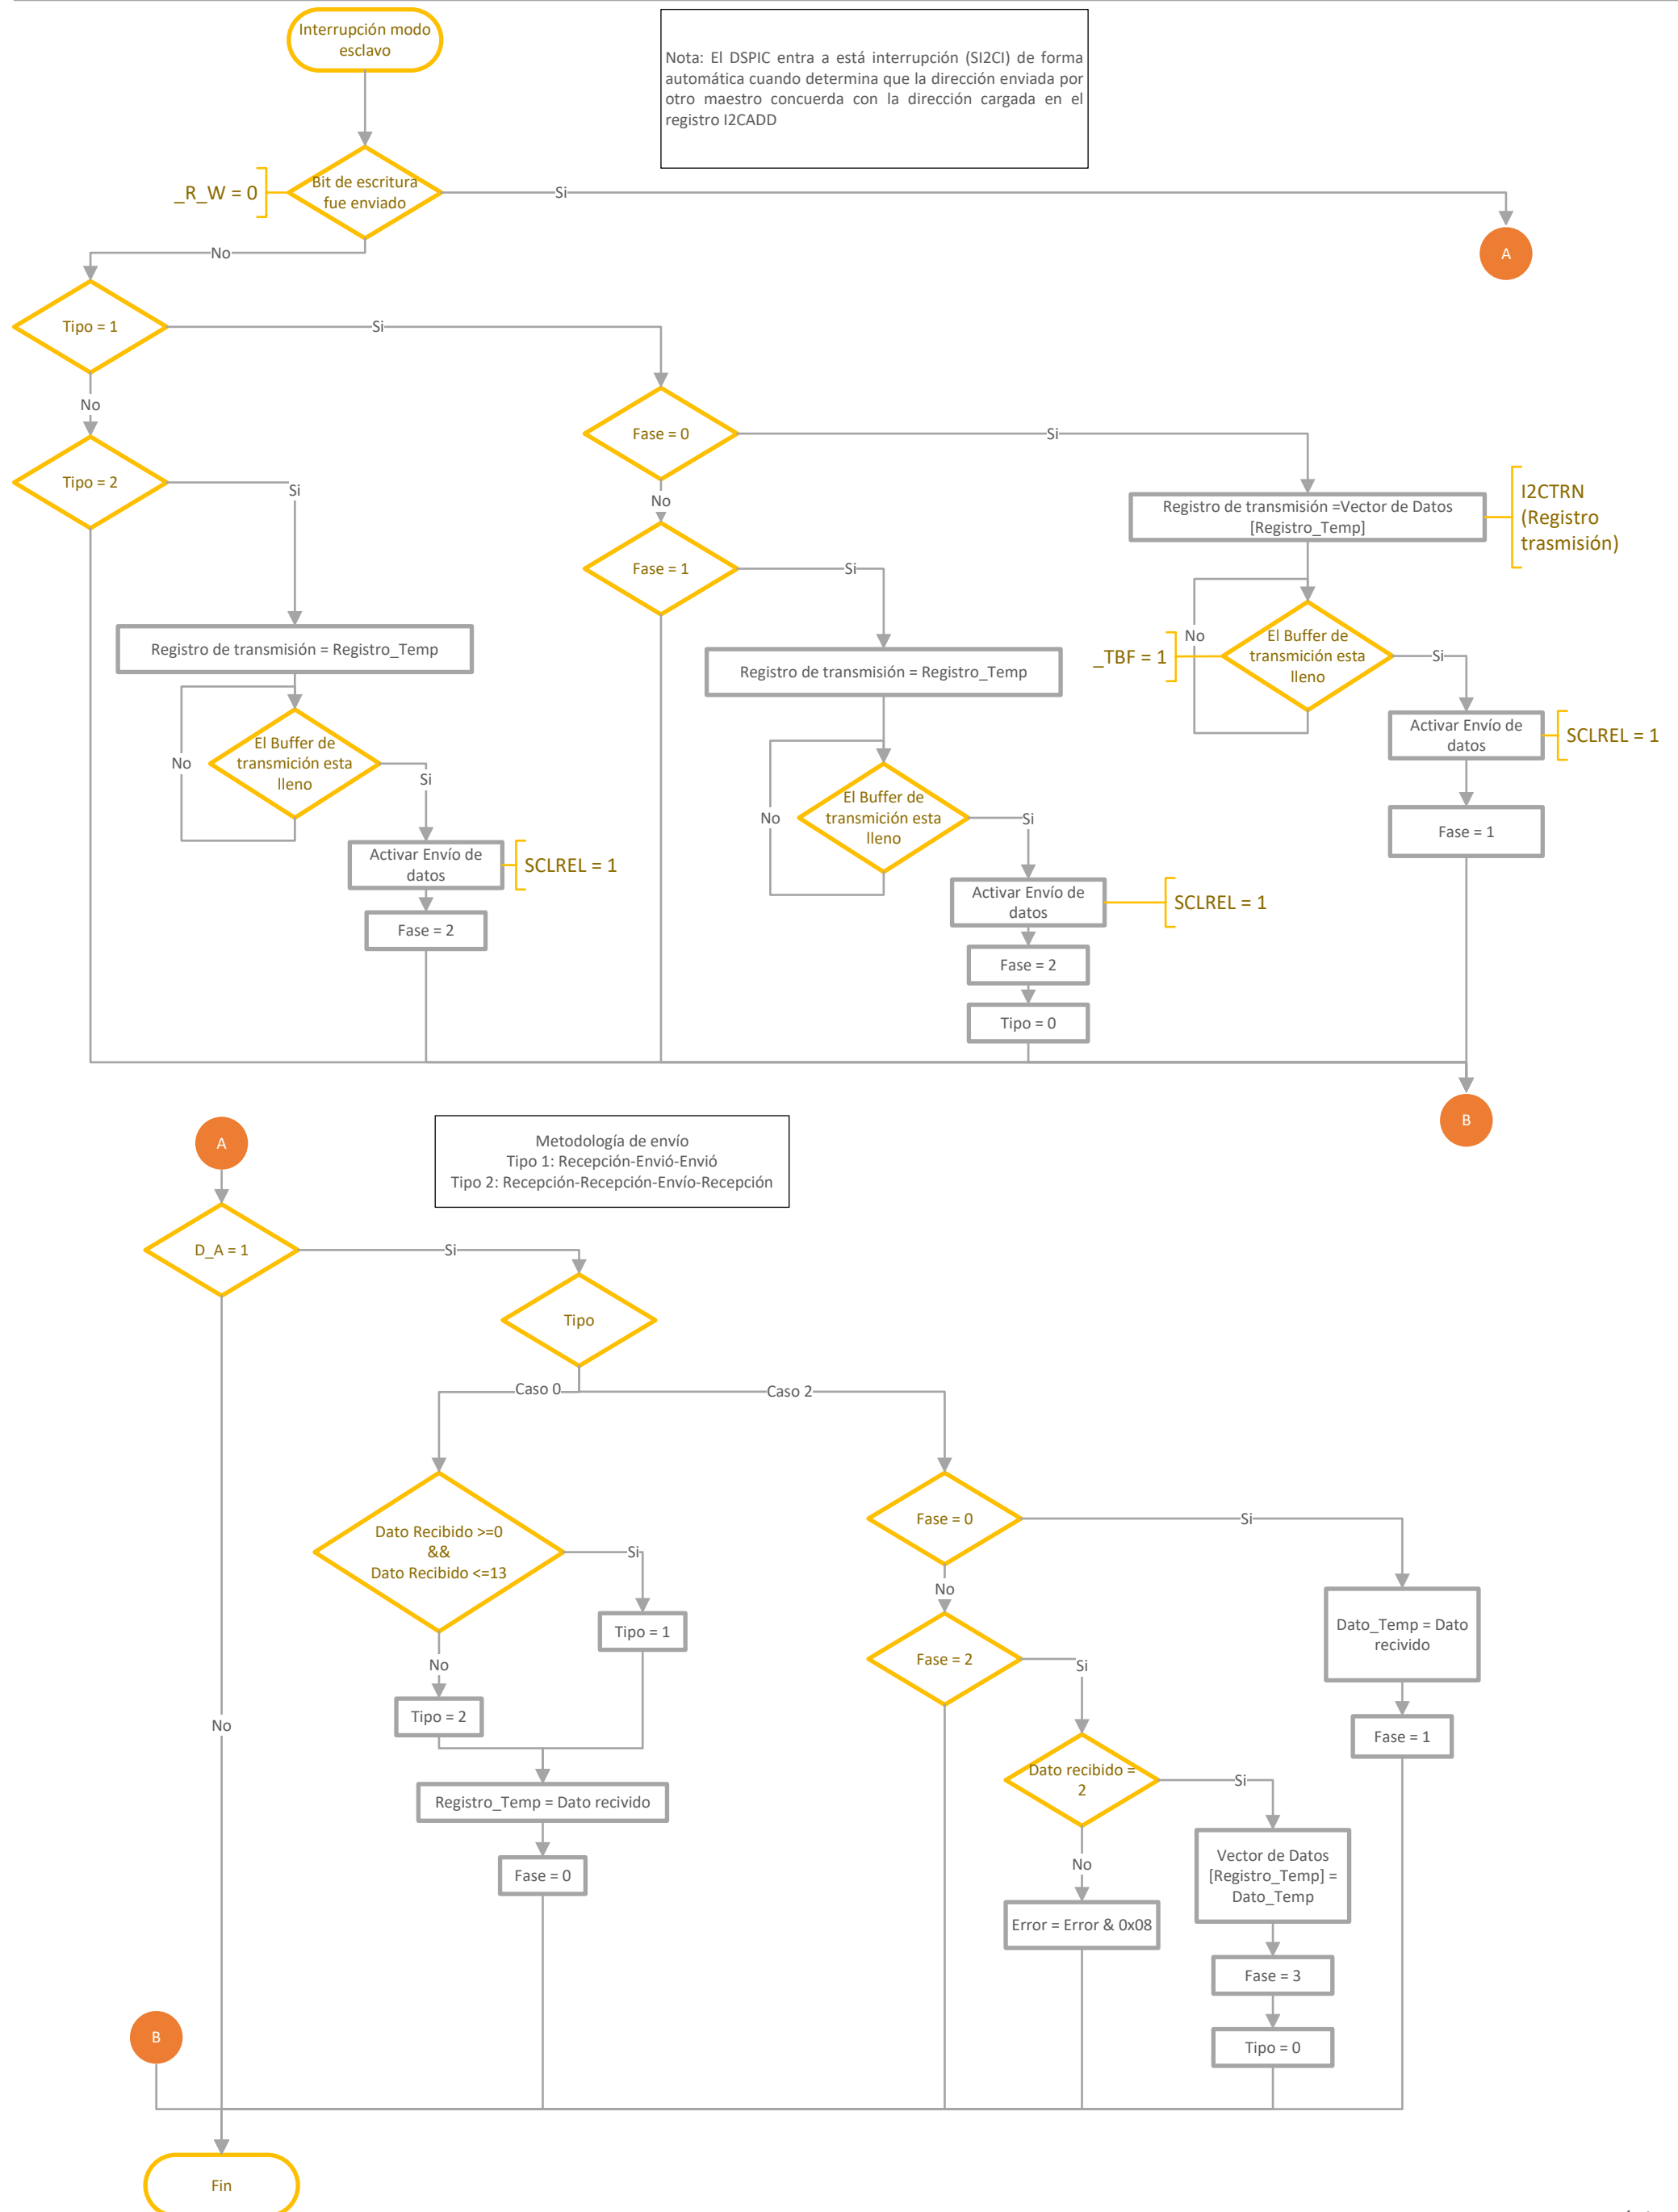 Interrupción modo
esclavo
Nota: El DSPIC entra a está interrupción (SI2CI) de forma
automática cuando determina que la dirección enviada por
otro maestro concuerda con la dirección cargada en el
registro I2CADD
_R_W = 0
Bit de escritura
fue enviado
Si
A
No
Tipo = 1
Si
No
Fase = 0
Si
Tipo = 2
Si
No
I2CTRN
(Registro
trasmisión)
Registro de transmisión =Vector de Datos
[Registro_Temp]
Fase = 1
Si
Registro de transmisión = Registro_Temp
Registro de transmisión = Registro_Temp
_TBF = 1
No
El Buffer de
transmición esta
lleno
Si
Activar Envío de
datos
SCLREL = 1
No
El Buffer de
transmición esta
lleno
Si
No
El Buffer de
transmición esta
lleno
Si
Fase = 1
Activar Envío de
datos
SCLREL = 1
Activar Envío de
datos
SCLREL = 1
Fase = 2
Fase = 2
Tipo = 0
B
A
Metodología de envío
Tipo 1: Recepción-Envió-Envió
Tipo 2: Recepción-Recepción-Envío-Recepción
D_A = 1
Si
Tipo
Caso 0
Caso 2
Dato Recibido >=0
&&
Dato Recibido <=13
Si
Fase = 0
Si
No
Tipo = 1
Dato_Temp = Dato
recivido
No
Fase = 2
Si
Tipo = 2
No
Fase = 1
Registro_Temp = Dato recivido
Dato recibido =
2
Si
Fase = 0
No
Vector de Datos
[Registro_Temp] =
Dato_Temp
Error = Error & 0x08
Fase = 3
B
Tipo = 0
Fin